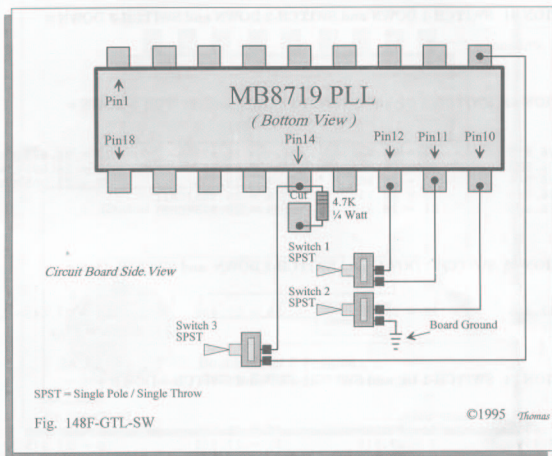 MB8719 PLL
( Bottom View )
Pin1
Pin18
Pin14
Pin12
Pin11
Pin10
Cut
4.7K
¼ Watt
Switch 1
SPST
Circuit Board Side View
Switch 2
SPST
Switch 3
SPST
Board Ground
SPST = Single Pole / Single Throw
Fig. 148F-GTL-SW
©1995 Thomas